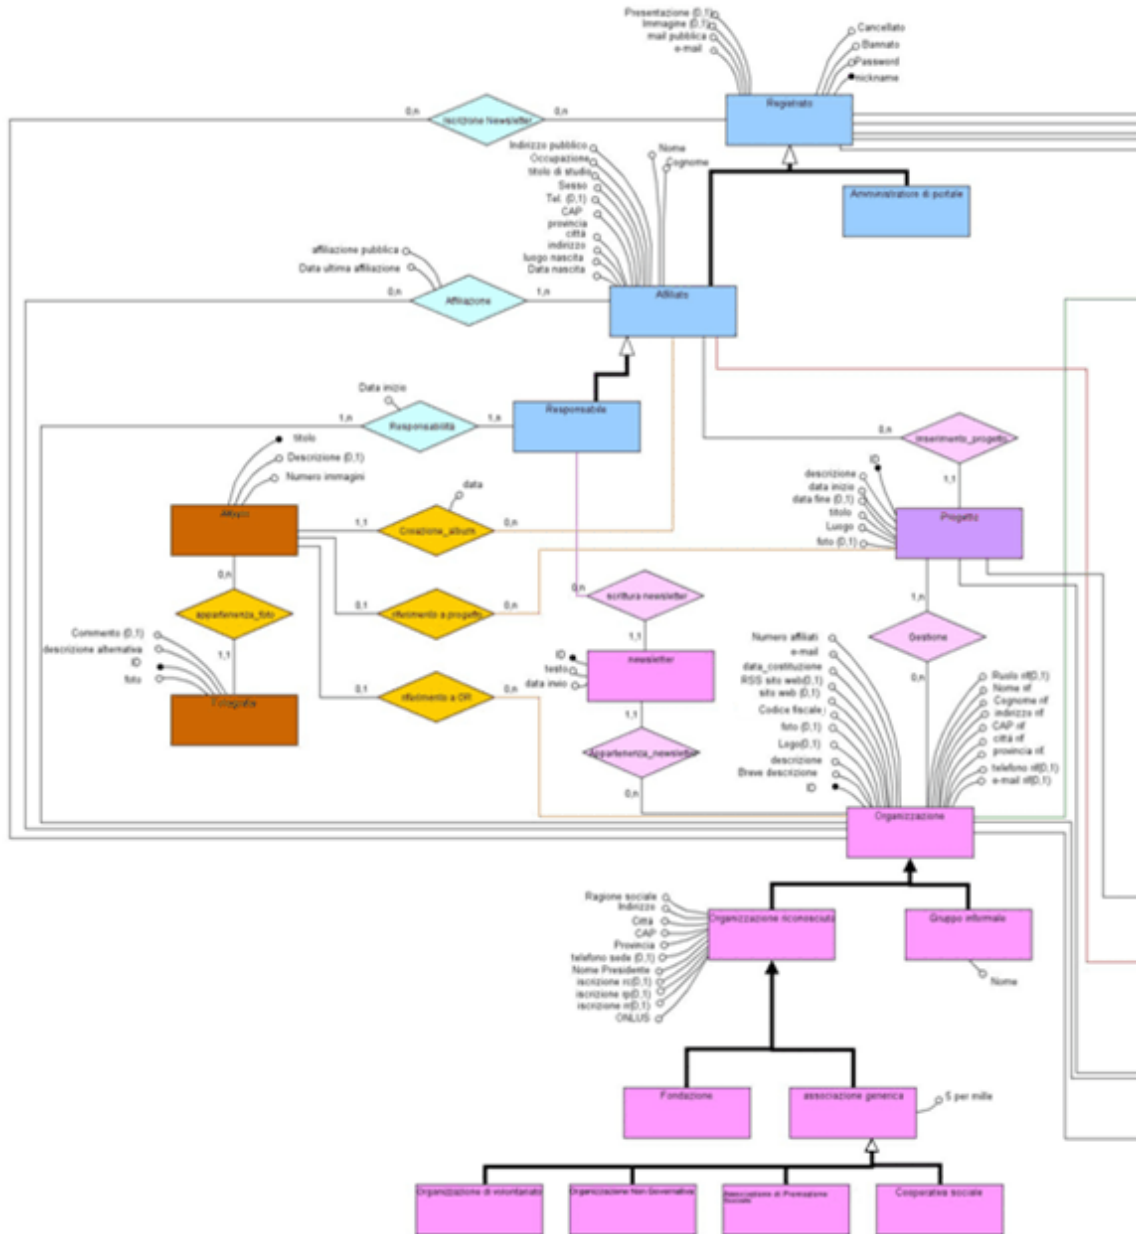 Presentazione (0,1)
Immagine (0,1)
mail pubblica
e-mail
Cancellato
Bannato
Password
nickname
Registrato
0,n
Iscrizione Newsletter
0,n
Indirizzo pubblico
Occupazione
titolo di studio
Sesso
Tel. (0,1)
CAP
provincia
città
indirizzo
luogo nascita
Data nascita
Nome
Cognome
Amministratore di portale
affiliazione pubblica
Data ultima affiliazione
0,n
Affiliazione
1,n
Affiliato
Data inizio
1,n
Responsabilità
1,n
Responsabile
0,n
inserimento_progetto
1,1
titolo
Descrizione (0,1)
Numero immagini
data
Album
1,1
Creazione_album
0,n
ID
descrizione
data inizio
data fine (0,1)
titolo
Luogo
foto (0,1)
Progetto
0,n
appartenenza_foto
1,1
0,1
riferimento a progetto
0,n
0,n
scrittura newsletter
1,1
1,n
Gestione
0,n
Commento (0,1)
descrizione alternativa
ID
foto
Fotografia
0,1
riferimento a OR
0,n
ID
testo
data invio
newsletter
1,1
Appartenenza_newsletter
0,n
Numero affiliati
e-mail
data_costituzione
RSS sito web(0,1)
sito web (0,1)
Codice fiscale
foto (0,1)
Logo(0,1)
descrizione
Breve descrizione
ID
Ruolo rif(0,1)
Nome rif
Cognome rif
indirizzo rif
CAP rif
città rif
provincia rif
telefono rif(0,1)
e-mail rif(0,1)
Organizzazione
Ragione sociale
Indirizzo
Città
CAP
Provincia
telefono sede (0,1)
Nome Presidente
iscrizione rc(0,1)
iscrizione rp(0,1)
iscrizione rr(0,1)
ONLUS
Organizzazione riconosciuta
Gruppo informale
Nome
Fondazione
associazione generica
5 per mille
Organizzazione di volontariato
Organizzazione Non Governativa
Associazione di Promozione
Sociale
Cooperativa sociale